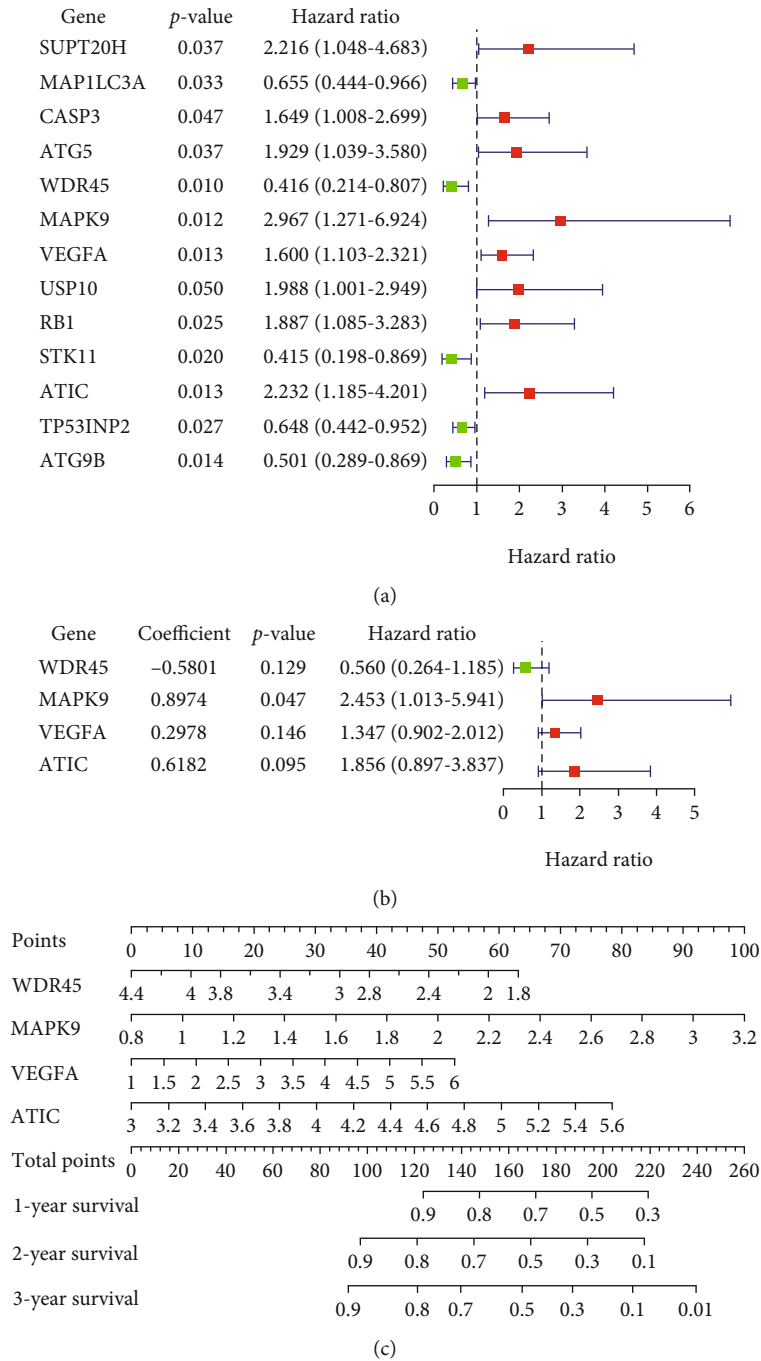 Gene p-value Hazard ratio
SUPT20H 0.037 2.216 (1.048-4.683)
MAP1LC3A 0.033 0.655 (0.444-0.966)
CASP3 0.047 1.649 (1.008-2.699)
ATG5 0.037 1.929 (1.039-3.580)
WDR45 0.010 0.416 (0.214-0.807)
MAPK9 0.012 2.967 (1.271-6.924)
VEGFA 0.013 1.600 (1.103-2.321)
USP10 0.050 1.988 (1.001-2.949)
RB1 0.025 1.887 (1.085-3.283)
STK11 0.020 0.415 (0.198-0.869)
ATIC 0.013 2.232 (1.185-4.201)
TP53INP2 0.027 0.648 (0.442-0.952)
ATG9B 0.014 0.501 (0.289-0.869)
0 1 2 3 4 5 6
Hazard ratio
(a)
Gene Coefficient p-value Hazard ratio
WDR45 –0.5801 0.129 0.560 (0.264-1.185)
MAPK9 0.8974 0.047 2.453 (1.013-5.941)
VEGFA 0.2978 0.146 1.347 (0.902-2.012)
ATIC 0.6182 0.095 1.856 (0.897-3.837)
0 1 2 3 4 5
Hazard ratio
(b)
Points 0 10 20 30 40 50 60 70 80 90 100
WDR45 4.4 4 3.8 3.4 3 2.8 2.4 2 1.8
MAPK9 0.8 1 1.2 1.4 1.6 1.8 2 2.2 2.4 2.6 2.8 3 3.2
VEGFA 1 1.5 2 2.5 3 3.5 4 4.5 5 5.5 6
ATIC 3 3.2 3.4 3.6 3.8 4 4.2 4.4 4.6 4.8 5 5.2 5.4 5.6
Total points 0 20 40 60 80 100 120 140 160 180 200 220 240 260
1-year survival 0.9 0.8 0.7 0.5 0.3
2-year survival 0.9 0.8 0.7 0.5 0.3 0.1
3-year survival 0.9 0.8 0.7 0.5 0.3 0.1 0.01
(c)